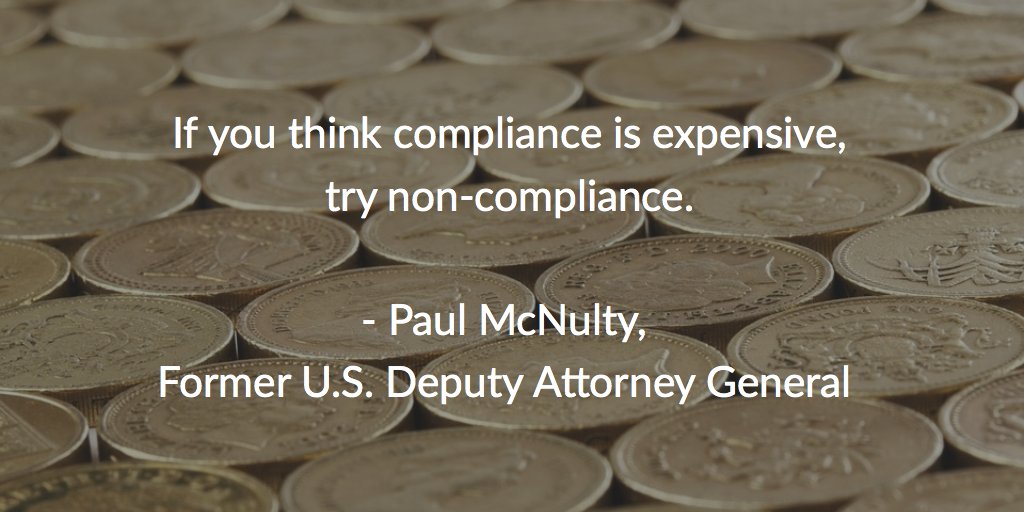 If you think compliance is expensive,
try non-compliance.
- Paul McNulty,
Former U.S. Deputy Attorney General